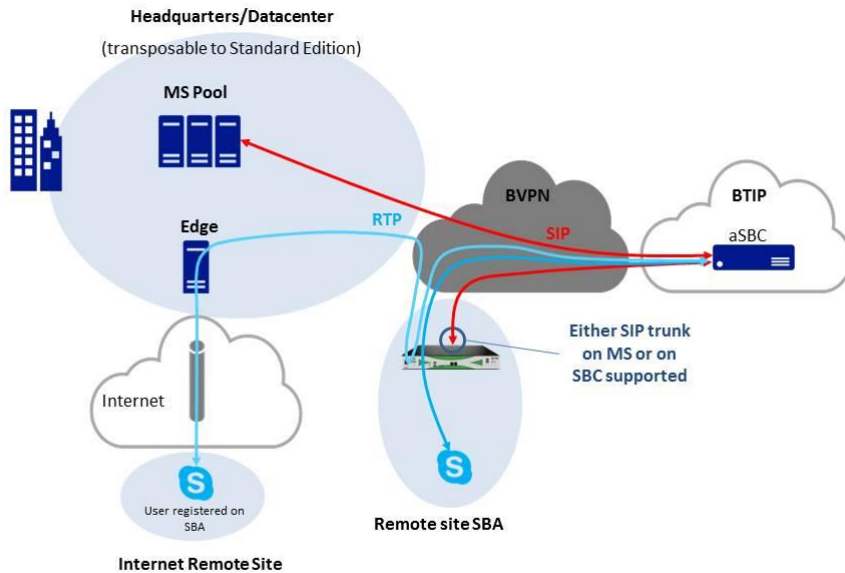 Headquarters/Datacenter
(transposable to Standard Edition)
MS Pool
BVPN
BTIP
RTP
SIP
aSBC
Edge
Either SIP trunk
on MS or on
SBC supported
Internet
S
S
User registered on
SBA
Remote site SBA
Internet Remote Site